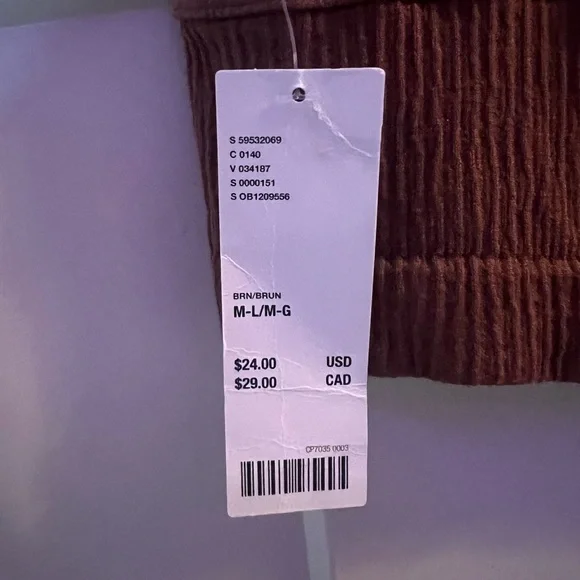 S 59532069
C 0140
V 034187
S 0000151
S OB1209556
BRN/BRUN
M-L/M-G
$24.00 USD
$29.00 CAD
CP7035 0003